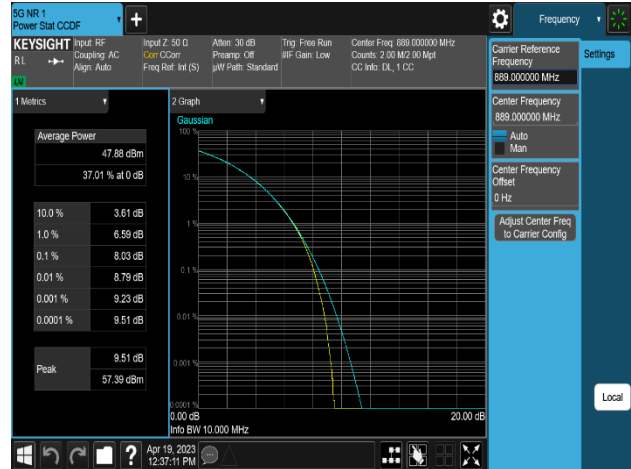 5G NR 1
Power Stat CCDF
Frequency
KEYSIGHT
RL
Input: RF
Coupling: AC
Align: Auto
Input Z: 50 Ω
Corr CCorr
Freq Ref: Int (S)
Atten: 30 dB
Preamp: Off
µW Path: Standard
Trig: Free Run
#IF Gain: Low
Center Freq: 889.000000 MHz
Counts: 2.00 M/2.00 Mpt
CC Info: DL, 1 CC
1 Metrics
Average Power
47.88 dBm
37.01 % at 0 dB
10.0 % 3.61 dB
1.0 % 6.59 dB
0.1 % 8.03 dB
0.01 % 8.79 dB
0.001 % 9.23 dB
0.0001 % 9.51 dB
Peak
9.51 dB
57.39 dBm
2 Graph
Gaussian
100 %
10 %
1 %
0.1 %
0.01 %
0.001 %
0.0001 %
0.00 dB 20.00 dB
Info BW 10.000 MHz
Carrier Reference
Frequency
889.000000 MHz
Center Frequency
889.000000 MHz
Auto
Man
Center Frequency
Offset
0 Hz
Adjust Center Freq
to Carrier Config
Settings
Local
?
Apr 19, 2023
12:37:11 PM